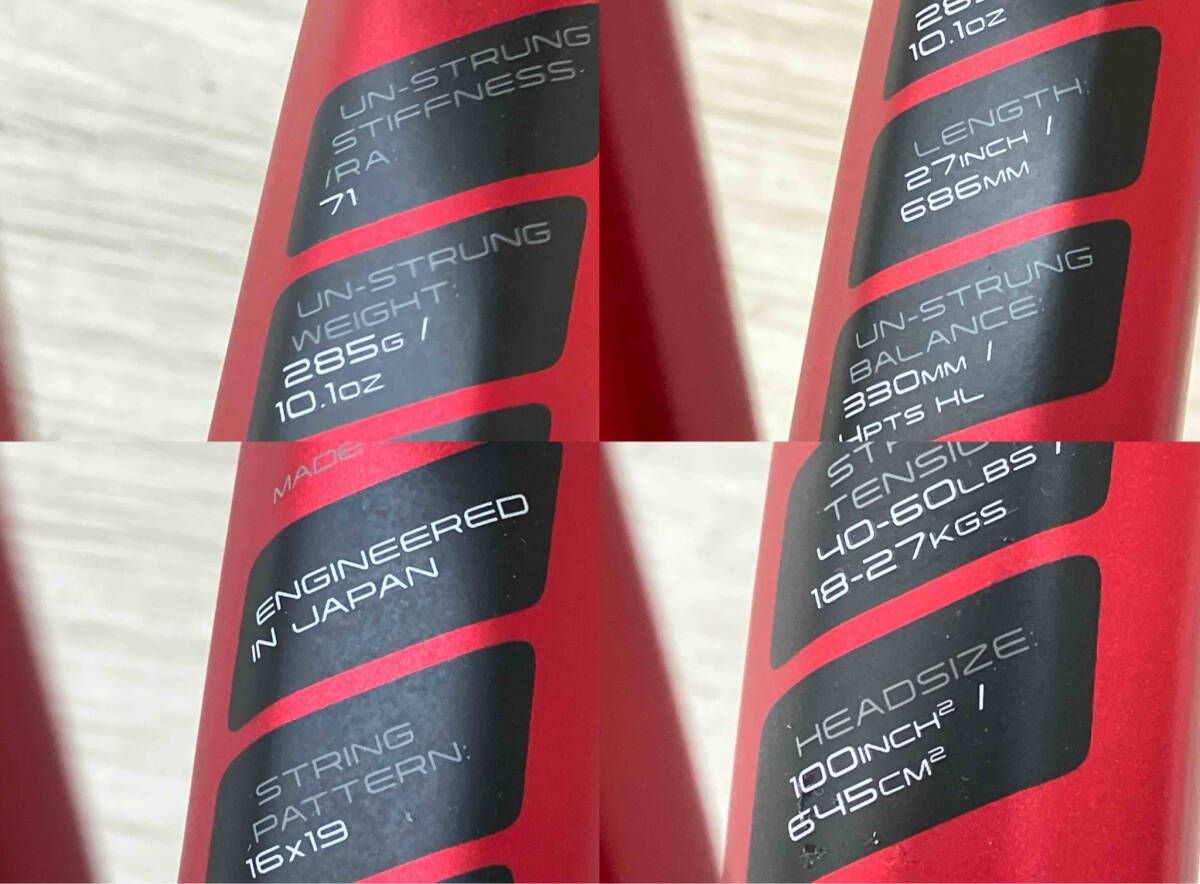 UN-STRUNG
STIFFNESS
/RA:
71
UN-STRUNG
WEIGHT:
285G /
10.1OZ
10.1OZ
LENGTH:
27INCH /
686MM
UN-STRUNG
BALANCE:
330MM /
4PTS HL
MADE
ENGINEERED
IN JAPAN
STRING
PATTERN:
16X19
40-60LBS /
18-27KGS
HEADSIZE:
100INCH² /
645CM²